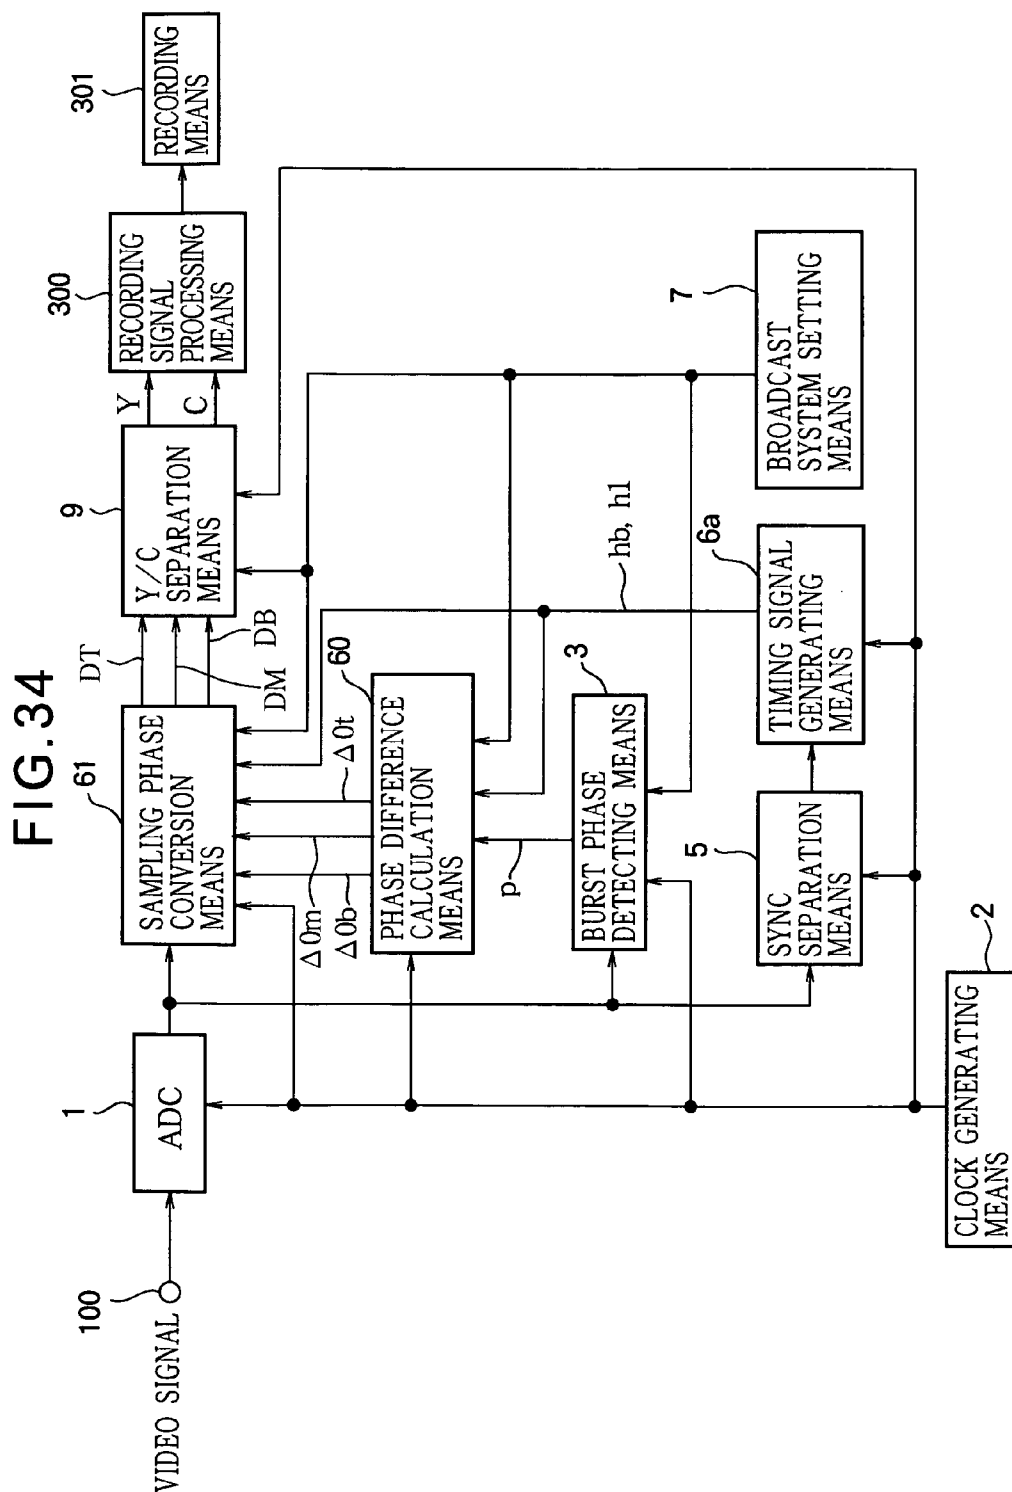 FIG.34
VIDEO SIGNAL
100
1
ADC
61
SAMPLING PHASE
CONVERSION
MEANS
DT
DM
DB
9
Y/C
SEPARATION
MEANS
Y
C
300
RECORDING
SIGNAL
PROCESSING
MEANS
301
RECORDING
MEANS
Δ0m
Δ0b
Δ0t
60
PHASE DIFFERENCE
CALCULATION
MEANS
p
3
BURST PHASE
DETECTING MEANS
hb, hl
5
SYNC
SEPARATION
MEANS
6a
TIMING SIGNAL
GENERATING
MEANS
7
BROADCAST
SYSTEM SETTING
MEANS
2
CLOCK GENERATING
MEANS